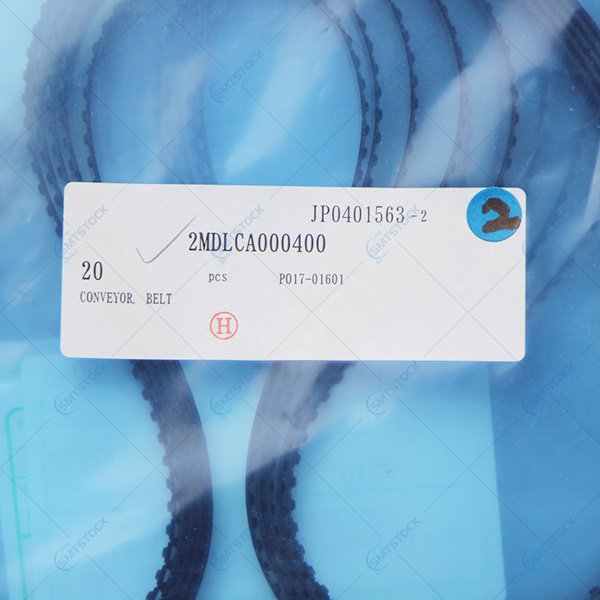 JP0401563-2
2
2MDLCA000400
20 pcs P017-01601
CONVEYOR, BELT
H
SMTSTOCK